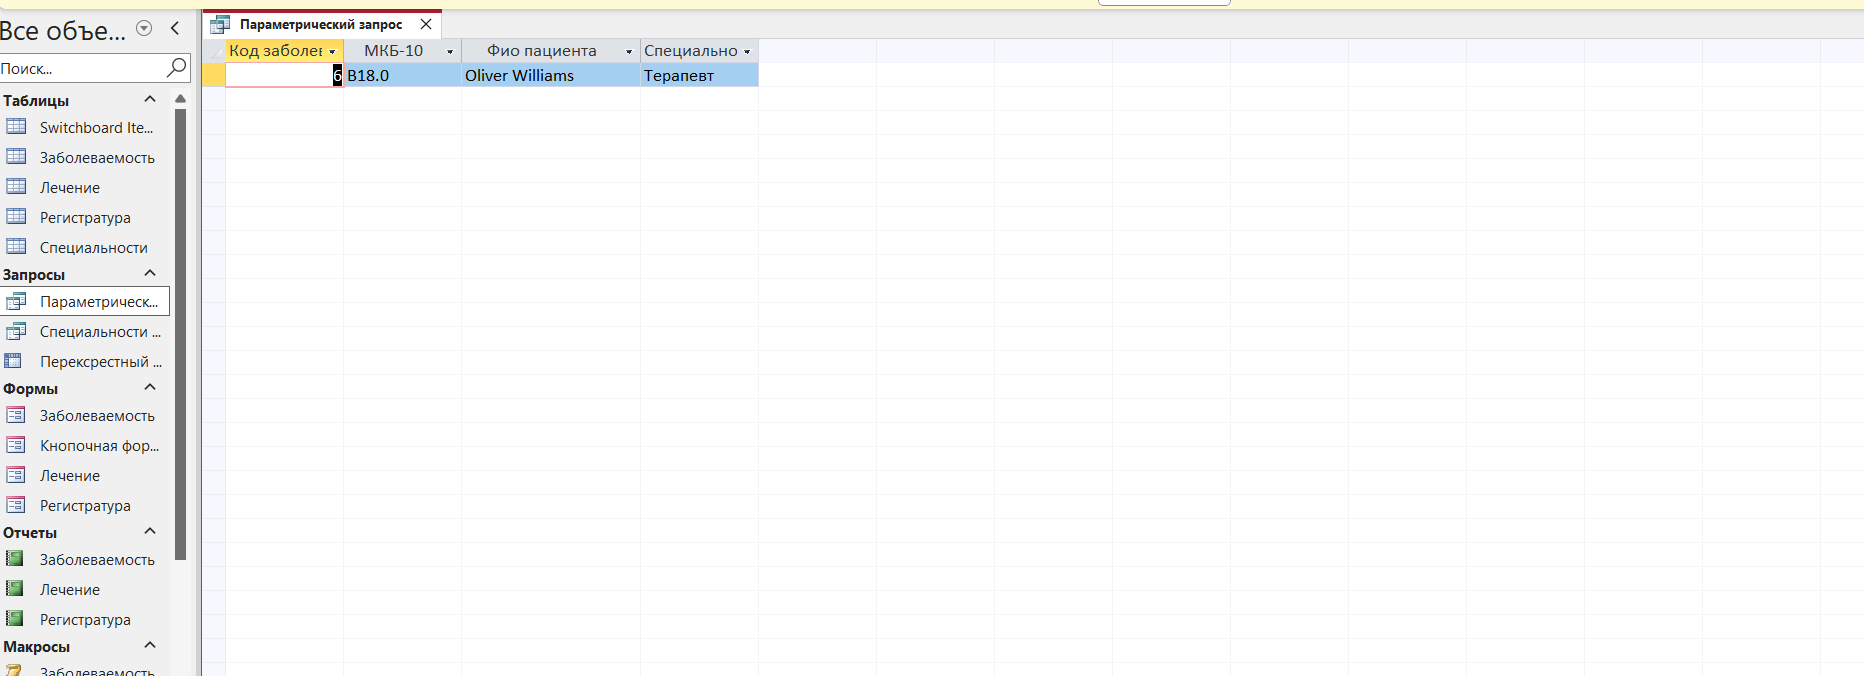 Все объе...
Поиск...
Таблицы
Switchboard Ite...
Заболеваемость
Лечение
Регистратура
Специальности
Запросы
Параметрическ...
Специальности ...
Перексрестный ...
Формы
Заболеваемость
Кнопочная фор...
Лечение
Регистратура
Отчеты
Заболеваемость
Лечение
Регистратура
Макросы
Заболеваемость
Параметрический запрос
Код заболев МКБ-10 Фио пациента Специально
6 B18.0 Oliver Williams Терапевт